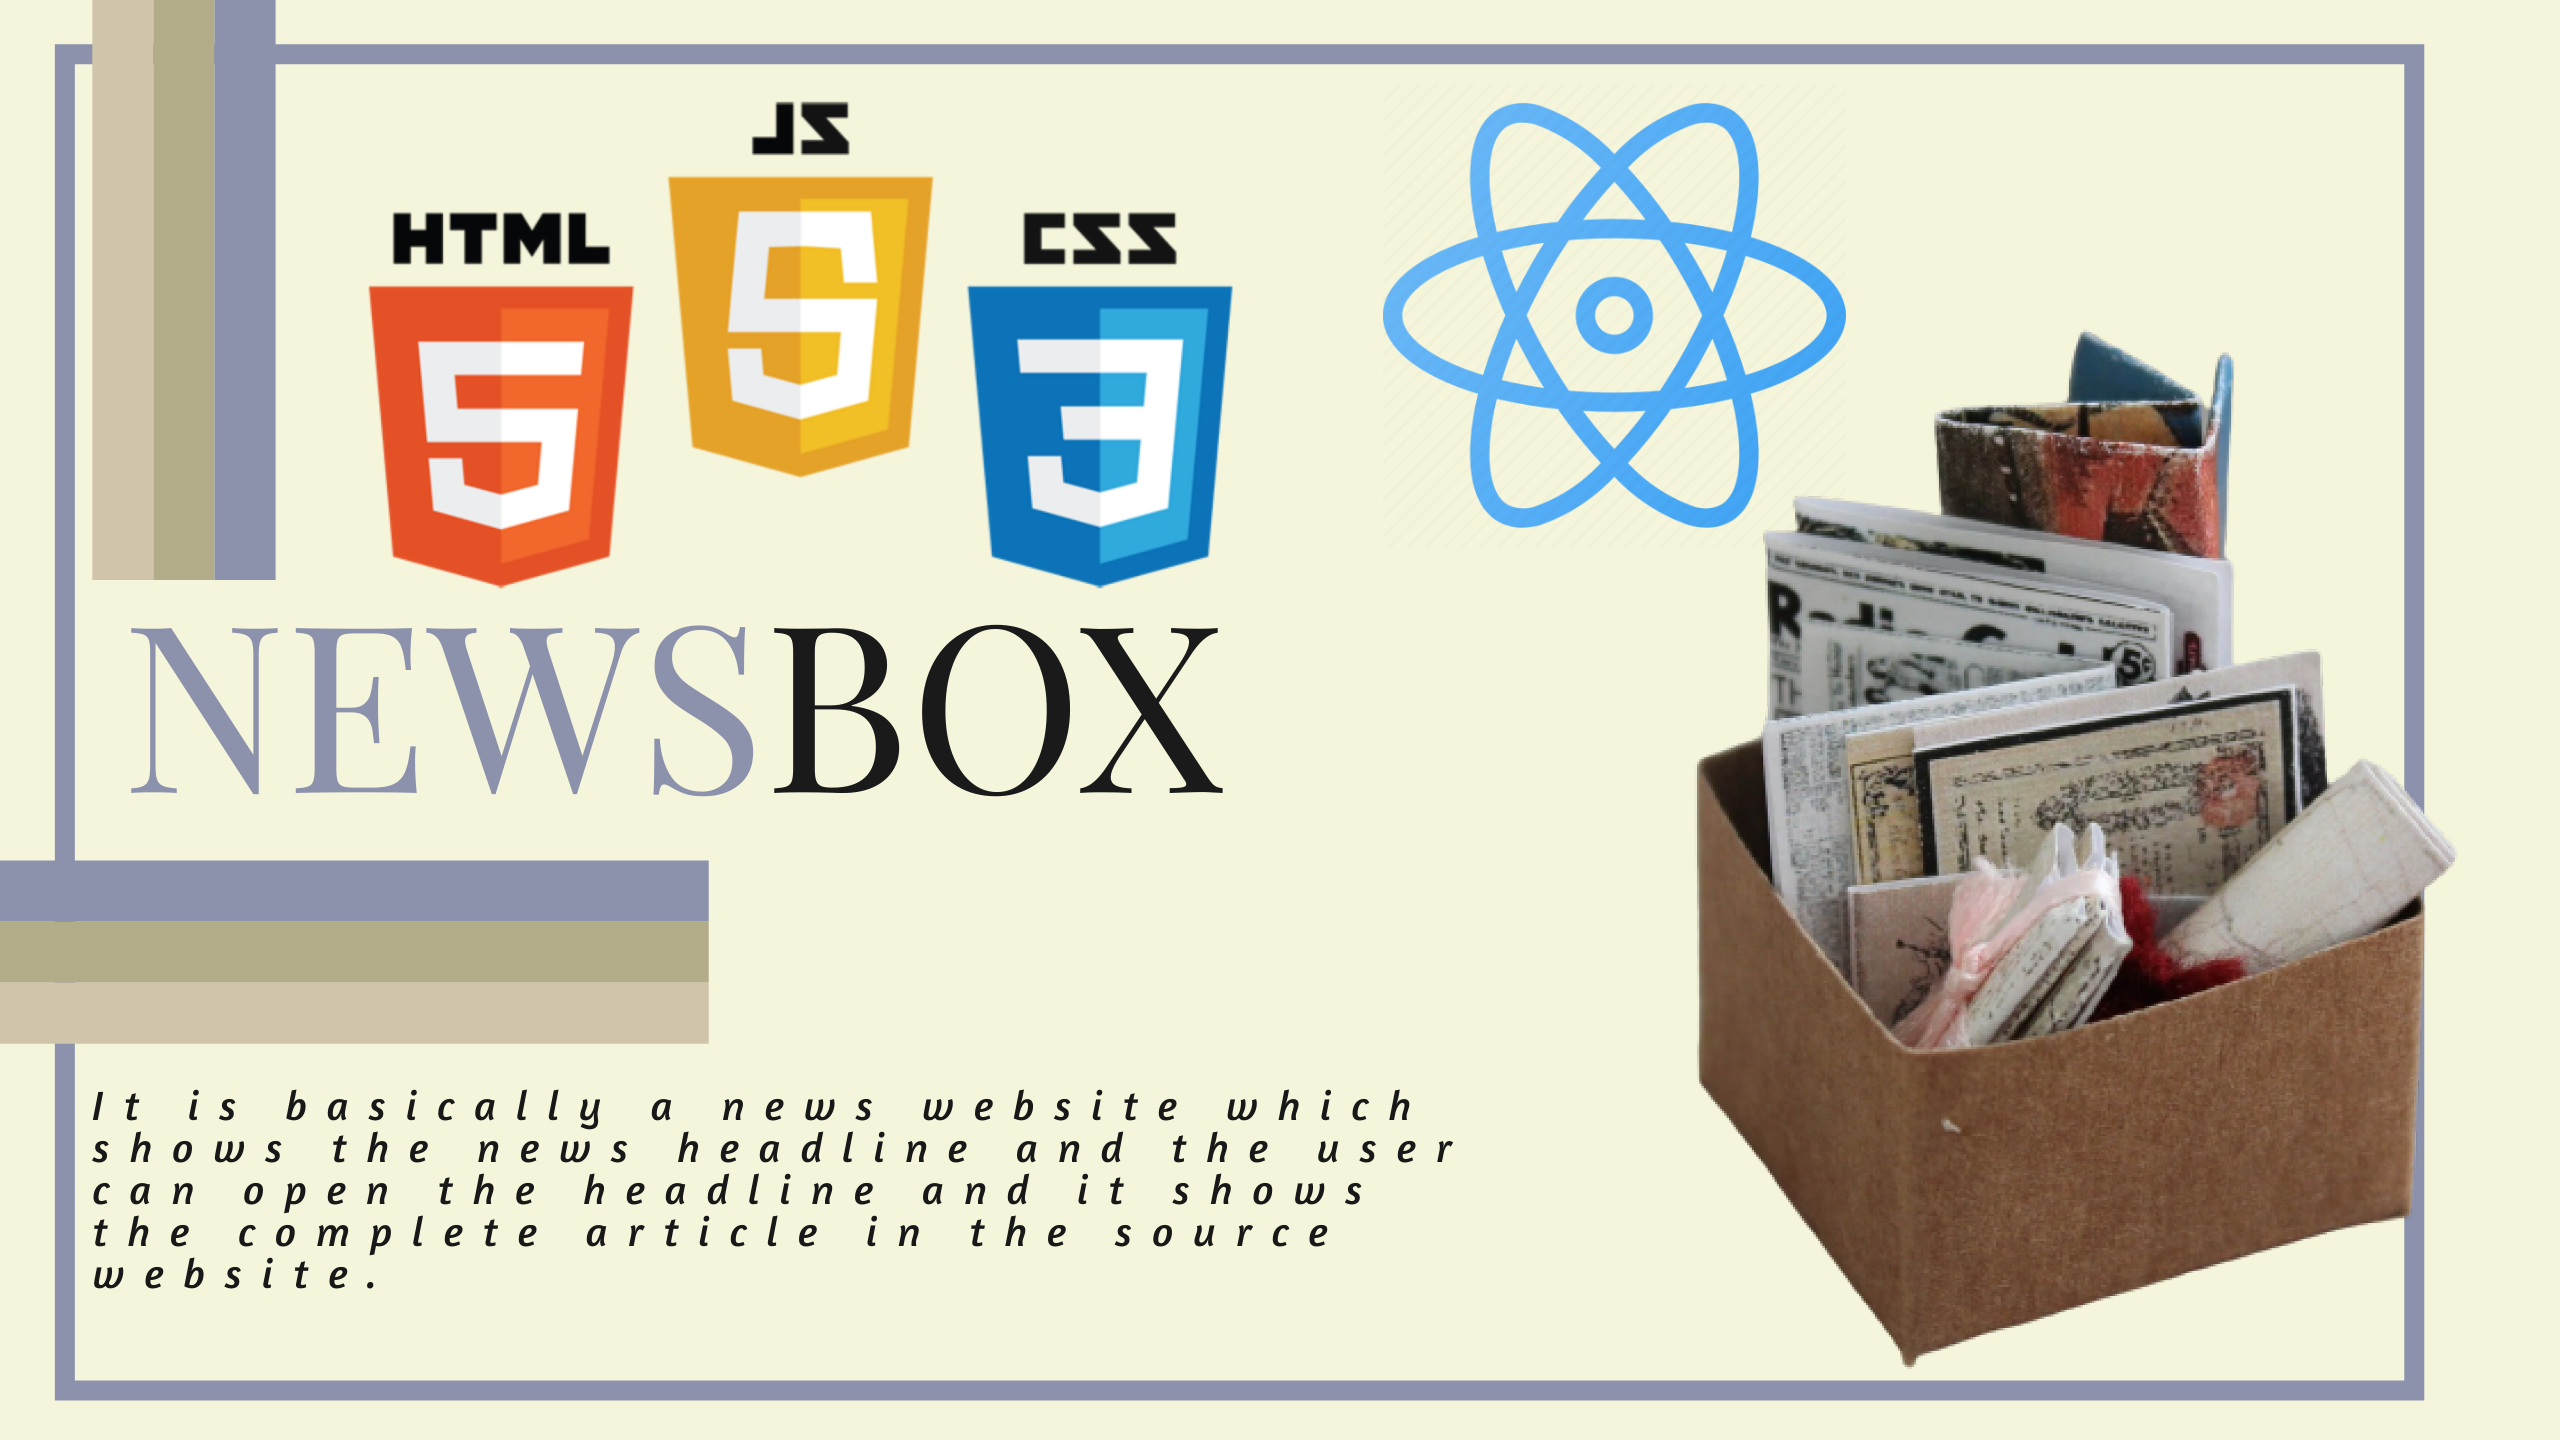 JS
HTML
CSS
5
3
NEWSBOX
5¢
It is basically a news website which
shows the news headline and the user
can open the headline and it shows
the complete article in the source
website.